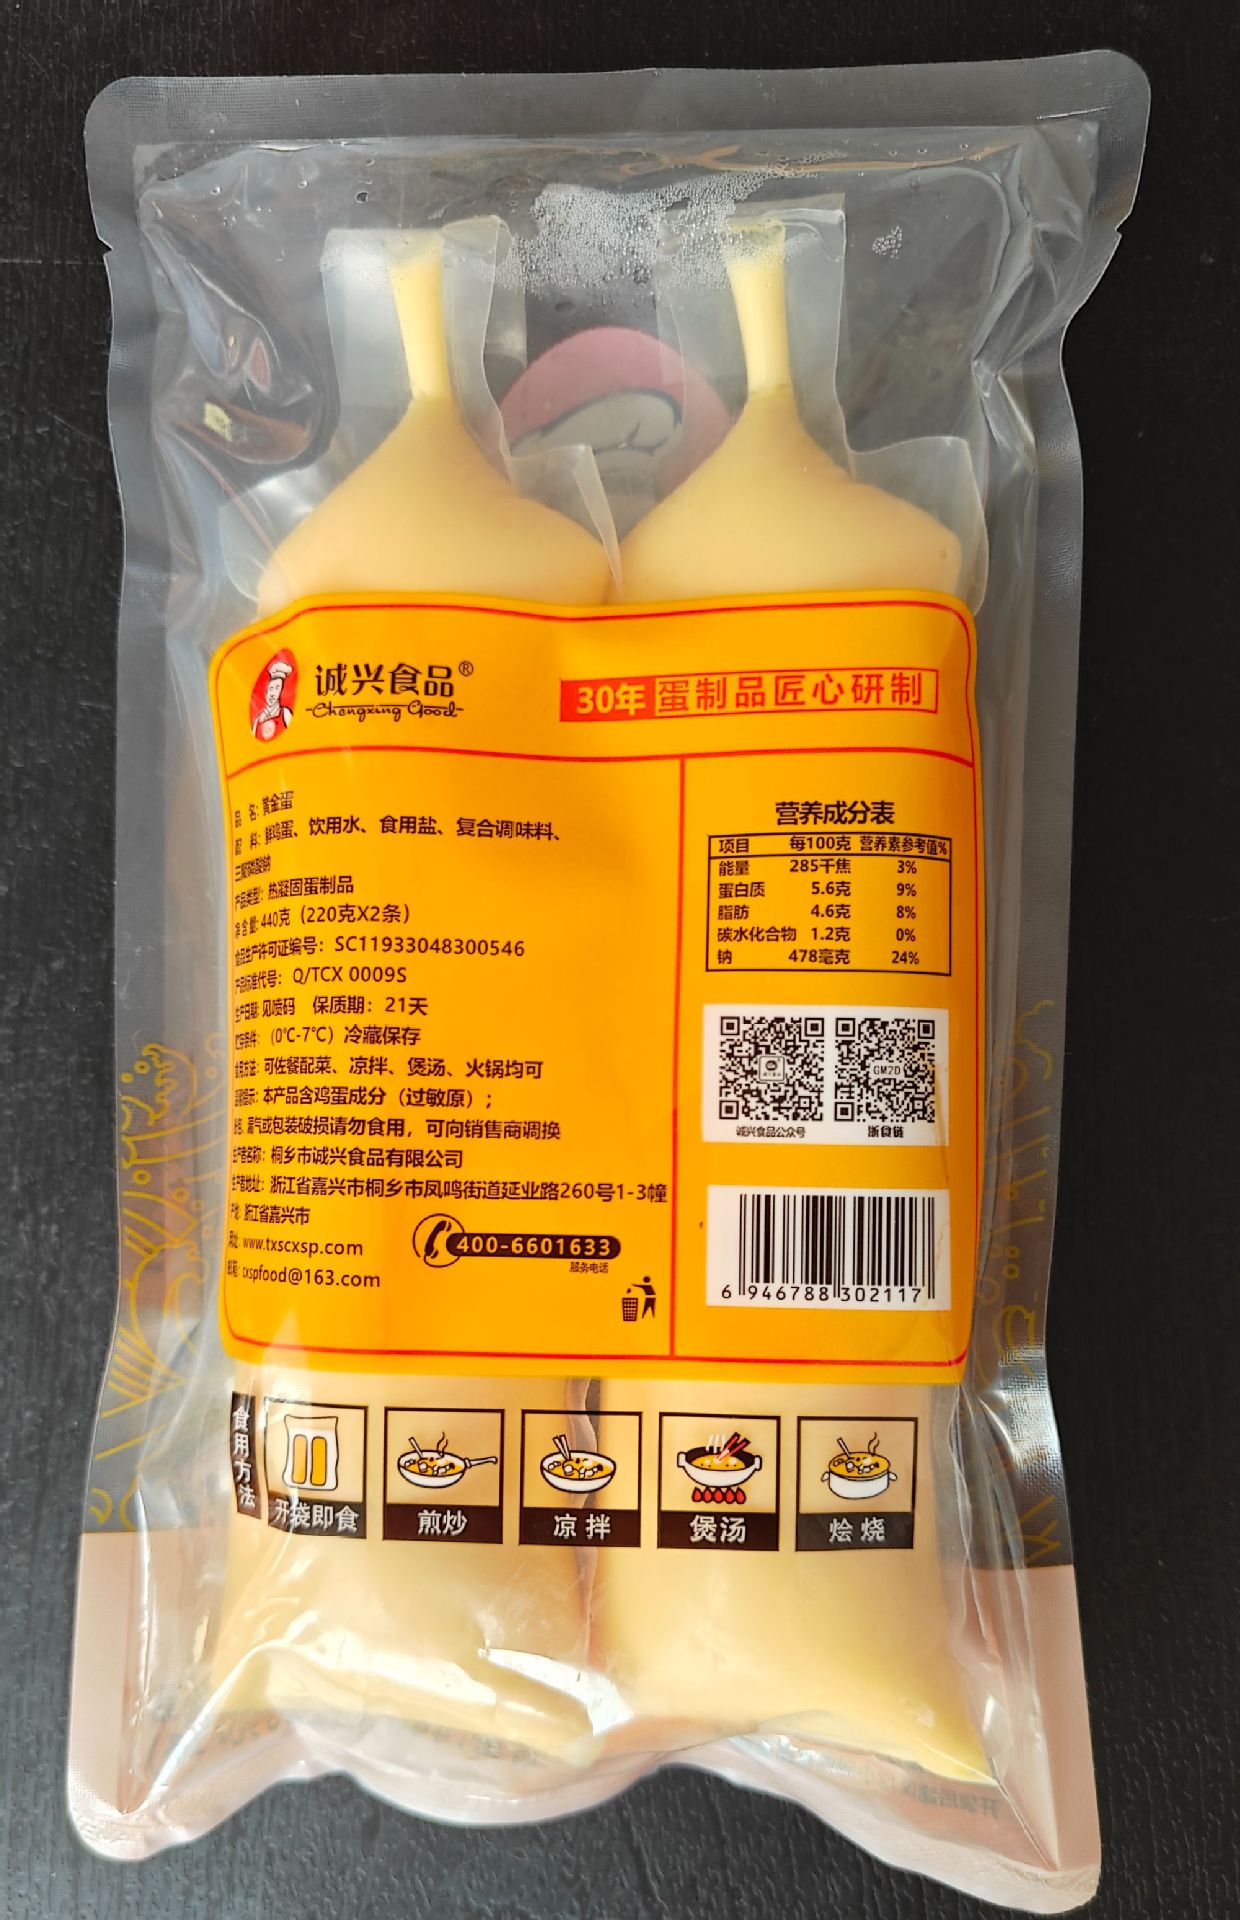 诚兴食品®
Chengxing Good
30年 蛋制品匠心研制
品 名：黄金蛋
配 料：鲜鸡蛋、饮用水、食用盐、复合调味料、
三聚磷酸钠
产品类型：热凝固蛋制品
净含量：440克（220克X2条）
食品生产许可证编号：SC11933048300546
产品标准代号：Q/TCX 0009S
生产日期：见喷码 保质期：21天
贮存条件：（0℃-7℃）冷藏保存
食用方法：可佐餐配菜、凉拌、煲汤、火锅均可
温馨提示：本产品含鸡蛋成分（过敏原）；
漏气或包装破损请勿食用，可向销售商调换
生产者名称：桐乡市诚兴食品有限公司
生产者地址：浙江省嘉兴市桐乡市凤鸣街道延业路260号1-3幢
产地：浙江省嘉兴市
网址：www.txscxsp.com
邮箱：cxspfood@163.com
400-6601633
服务电话
营养成分表
项目 每100克 营养素参考值%
能量 285千焦 3%
蛋白质 5.6克 9%
脂肪 4.6克 8%
碳水化合物 1.2克 0%
钠 478毫克 24%
GM2D
诚兴食品公众号
浙食链
6 946788 302117
食用方法
开袋即食
煎炒
凉拌
煲汤
烩烧